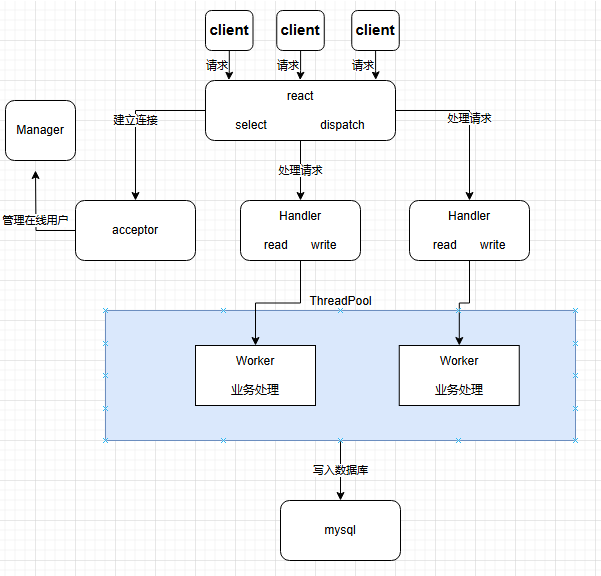 client
client
client
请求
请求
请求
react
select
dispatch
建立连接
处理请求
处理请求
Manager
管理在线用户
acceptor
Handler
read
write
Handler
read
write
ThreadPool
Worker
业务处理
Worker
业务处理
写入数据库
mysql